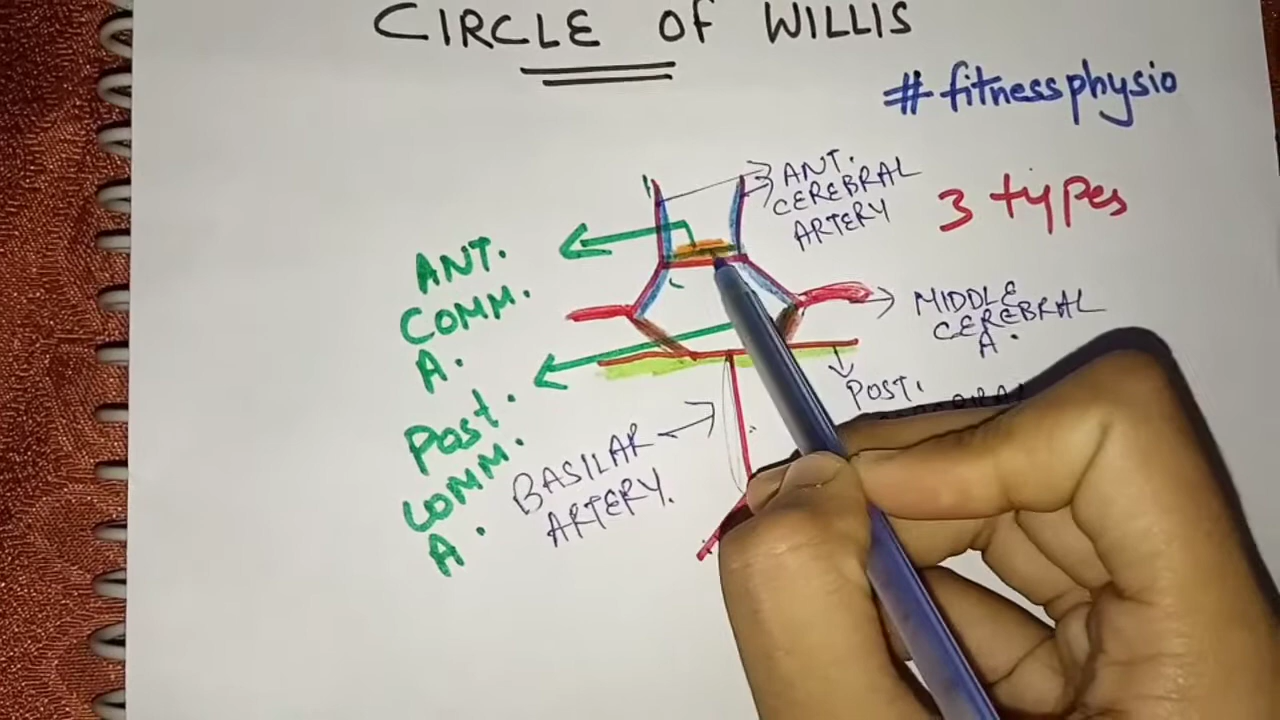 CIRCLE OF WILLIS
#fitnessphysio
ANT.
CEREBRAL
ARTERY
3 types
ANT.
COMM.
A.
MIDDLE
CEREBRAL
A.
POST.
POST.
COMM.
A.
BASILAR
ARTERY.